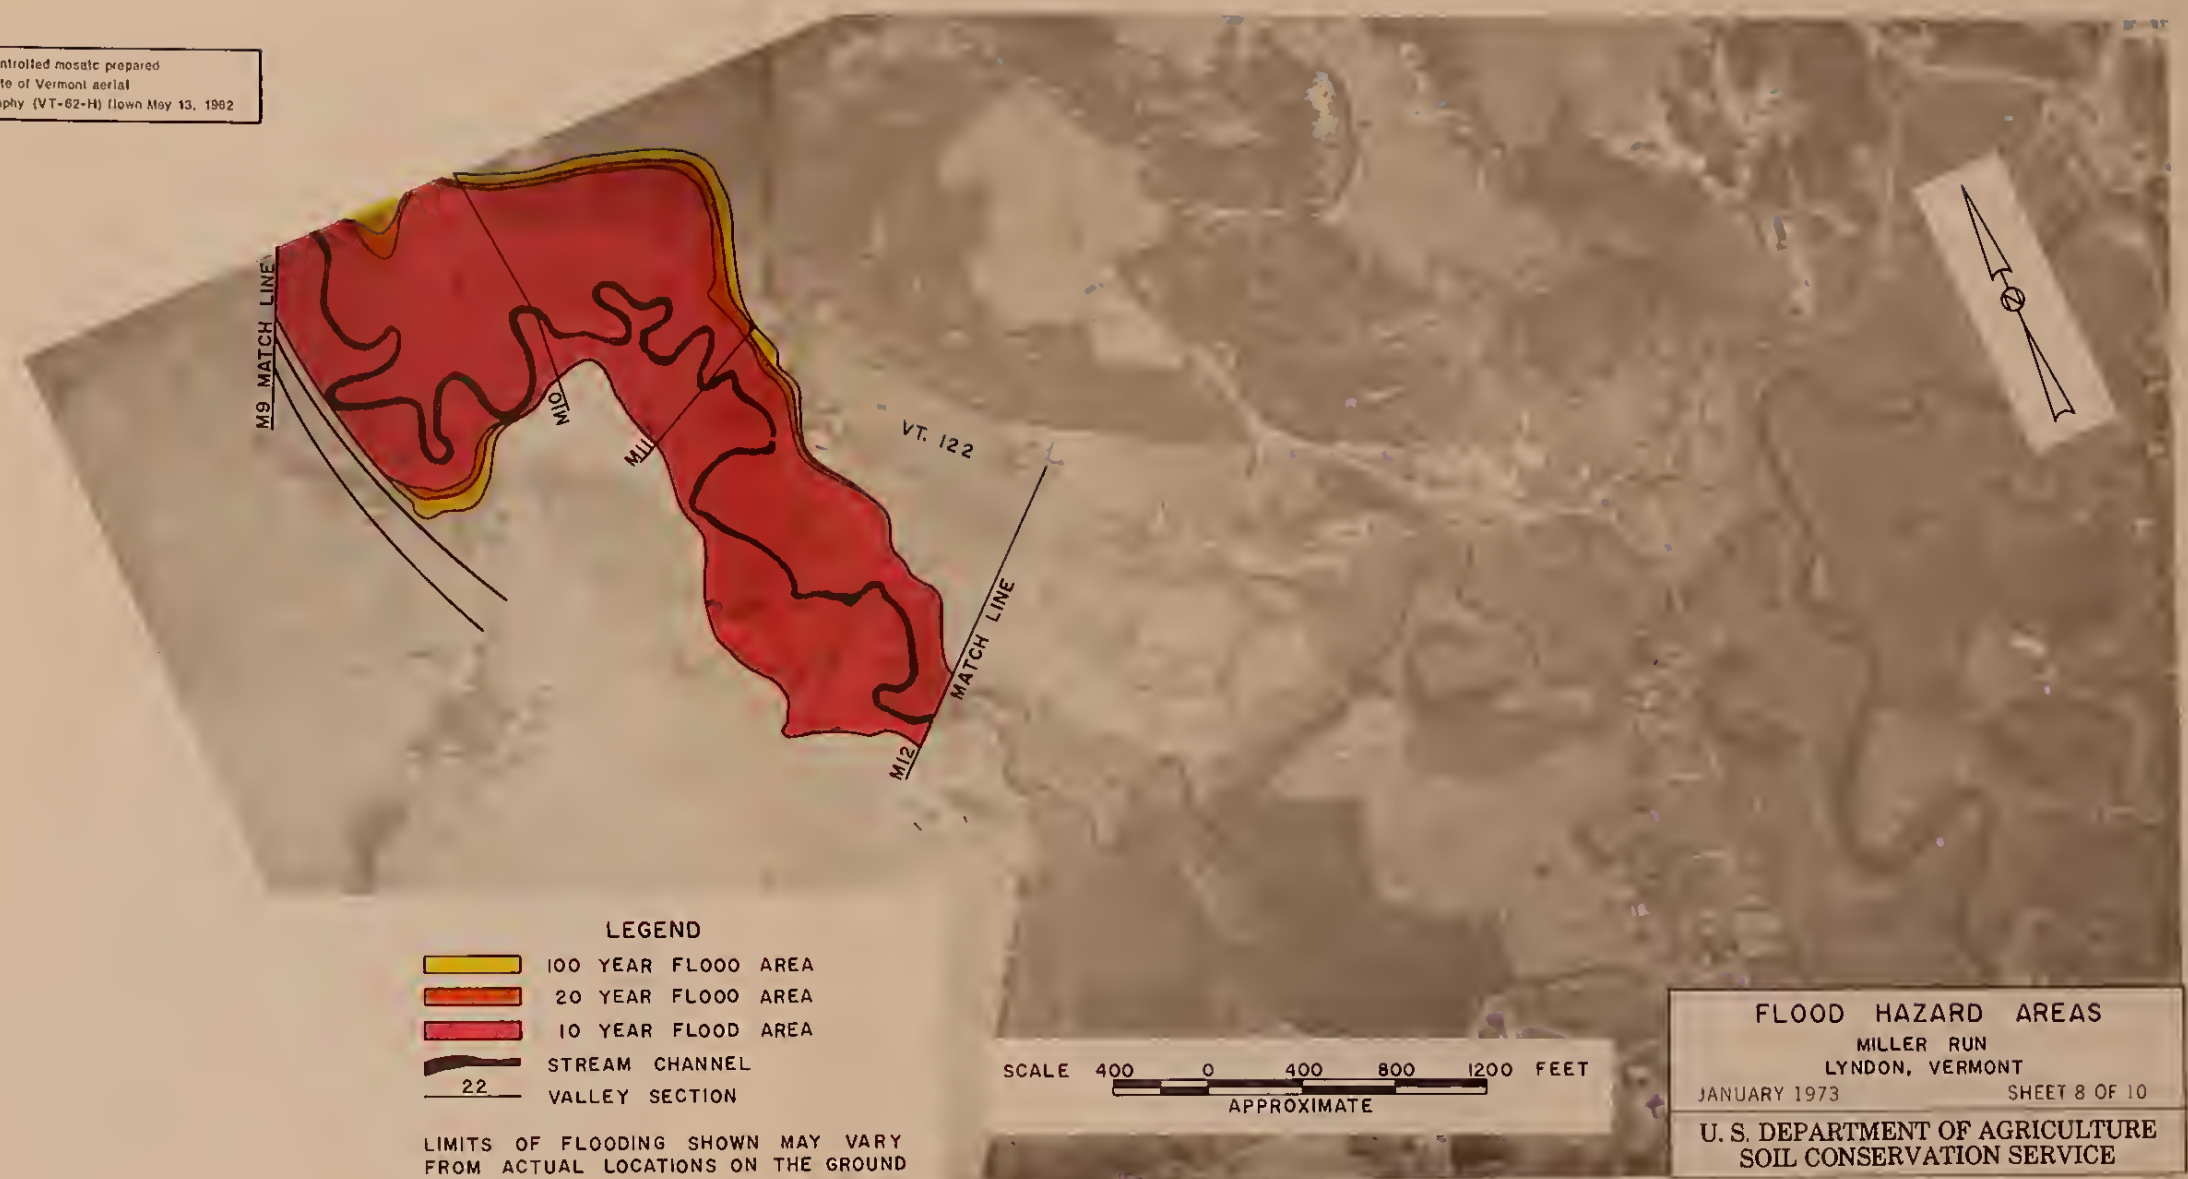 ntrolled mosaic prepared
te of Vermont aerial
phy (VT-62-H) flown May 13, 1962
M9 MATCH LINE
M10
M11
VT. 122
MATCH LINE
M12
LEGEND
100 YEAR FLOOD AREA
20 YEAR FLOOD AREA
10 YEAR FLOOD AREA
STREAM CHANNEL
22
VALLEY SECTION
LIMITS OF FLOODING SHOWN MAY VARY
FROM ACTUAL LOCATIONS ON THE GROUND
SCALE 400 0 400 800 1200 FEET
APPROXIMATE
FLOOD HAZARD AREAS
MILLER RUN
LYNDON, VERMONT
JANUARY 1973 SHEET 8 OF 10
U. S. DEPARTMENT OF AGRICULTURE
SOIL CONSERVATION SERVICE